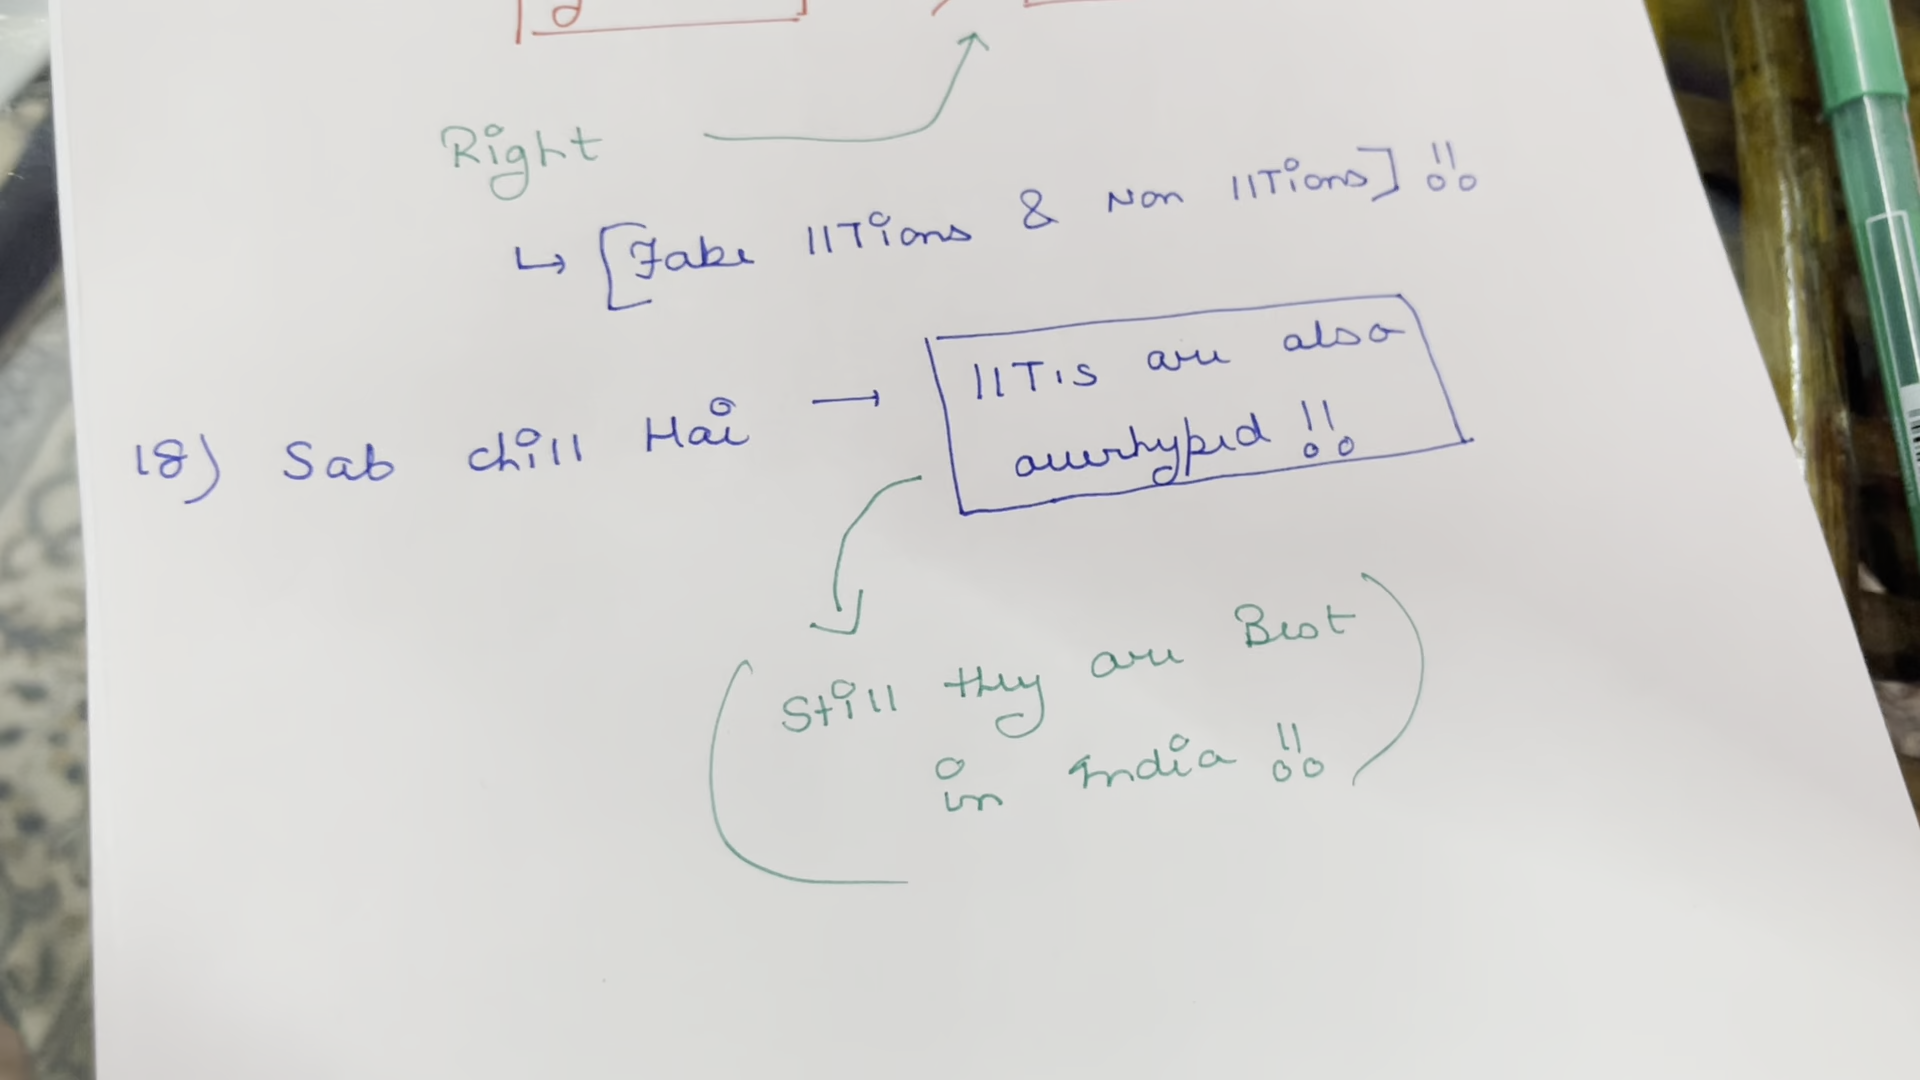 Right
↳ [Fake IITians & Non IITians] !!
18) Sab chill Hai → IITs are also
overhyped !!
Still they are Best
in India !!